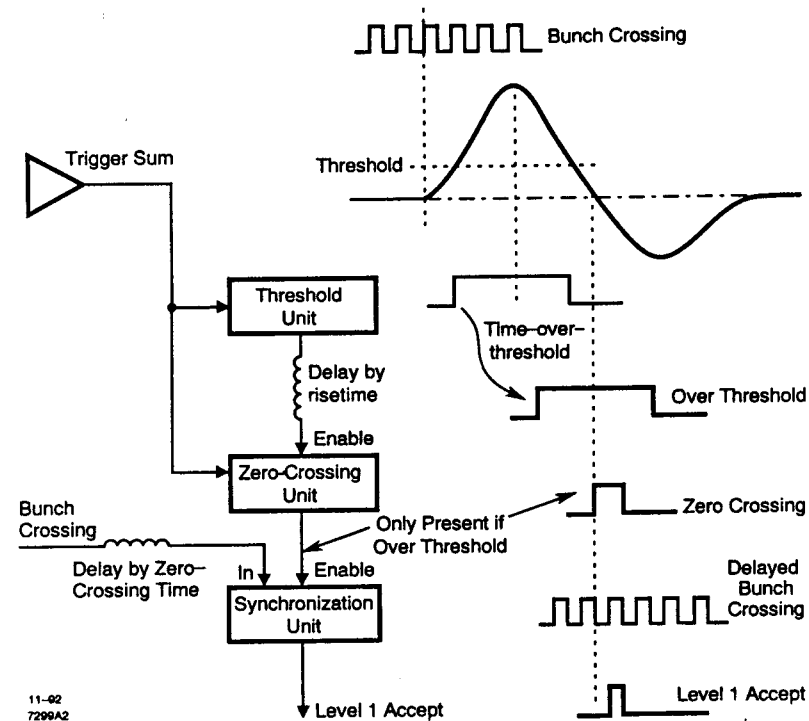 Bunch Crossing
Trigger Sum
Threshold
Threshold
Unit
Time-over-
threshold
Delay by
risetime
Over Threshold
Enable
Zero-Crossing
Unit
Zero Crossing
Bunch
Crossing
Only Present if
Over Threshold
Delay by Zero-
Crossing Time
In
Enable
Delayed
Bunch
Crossing
Synchronization
Unit
11-92
7299A2
Level 1 Accept
Level 1 Accept